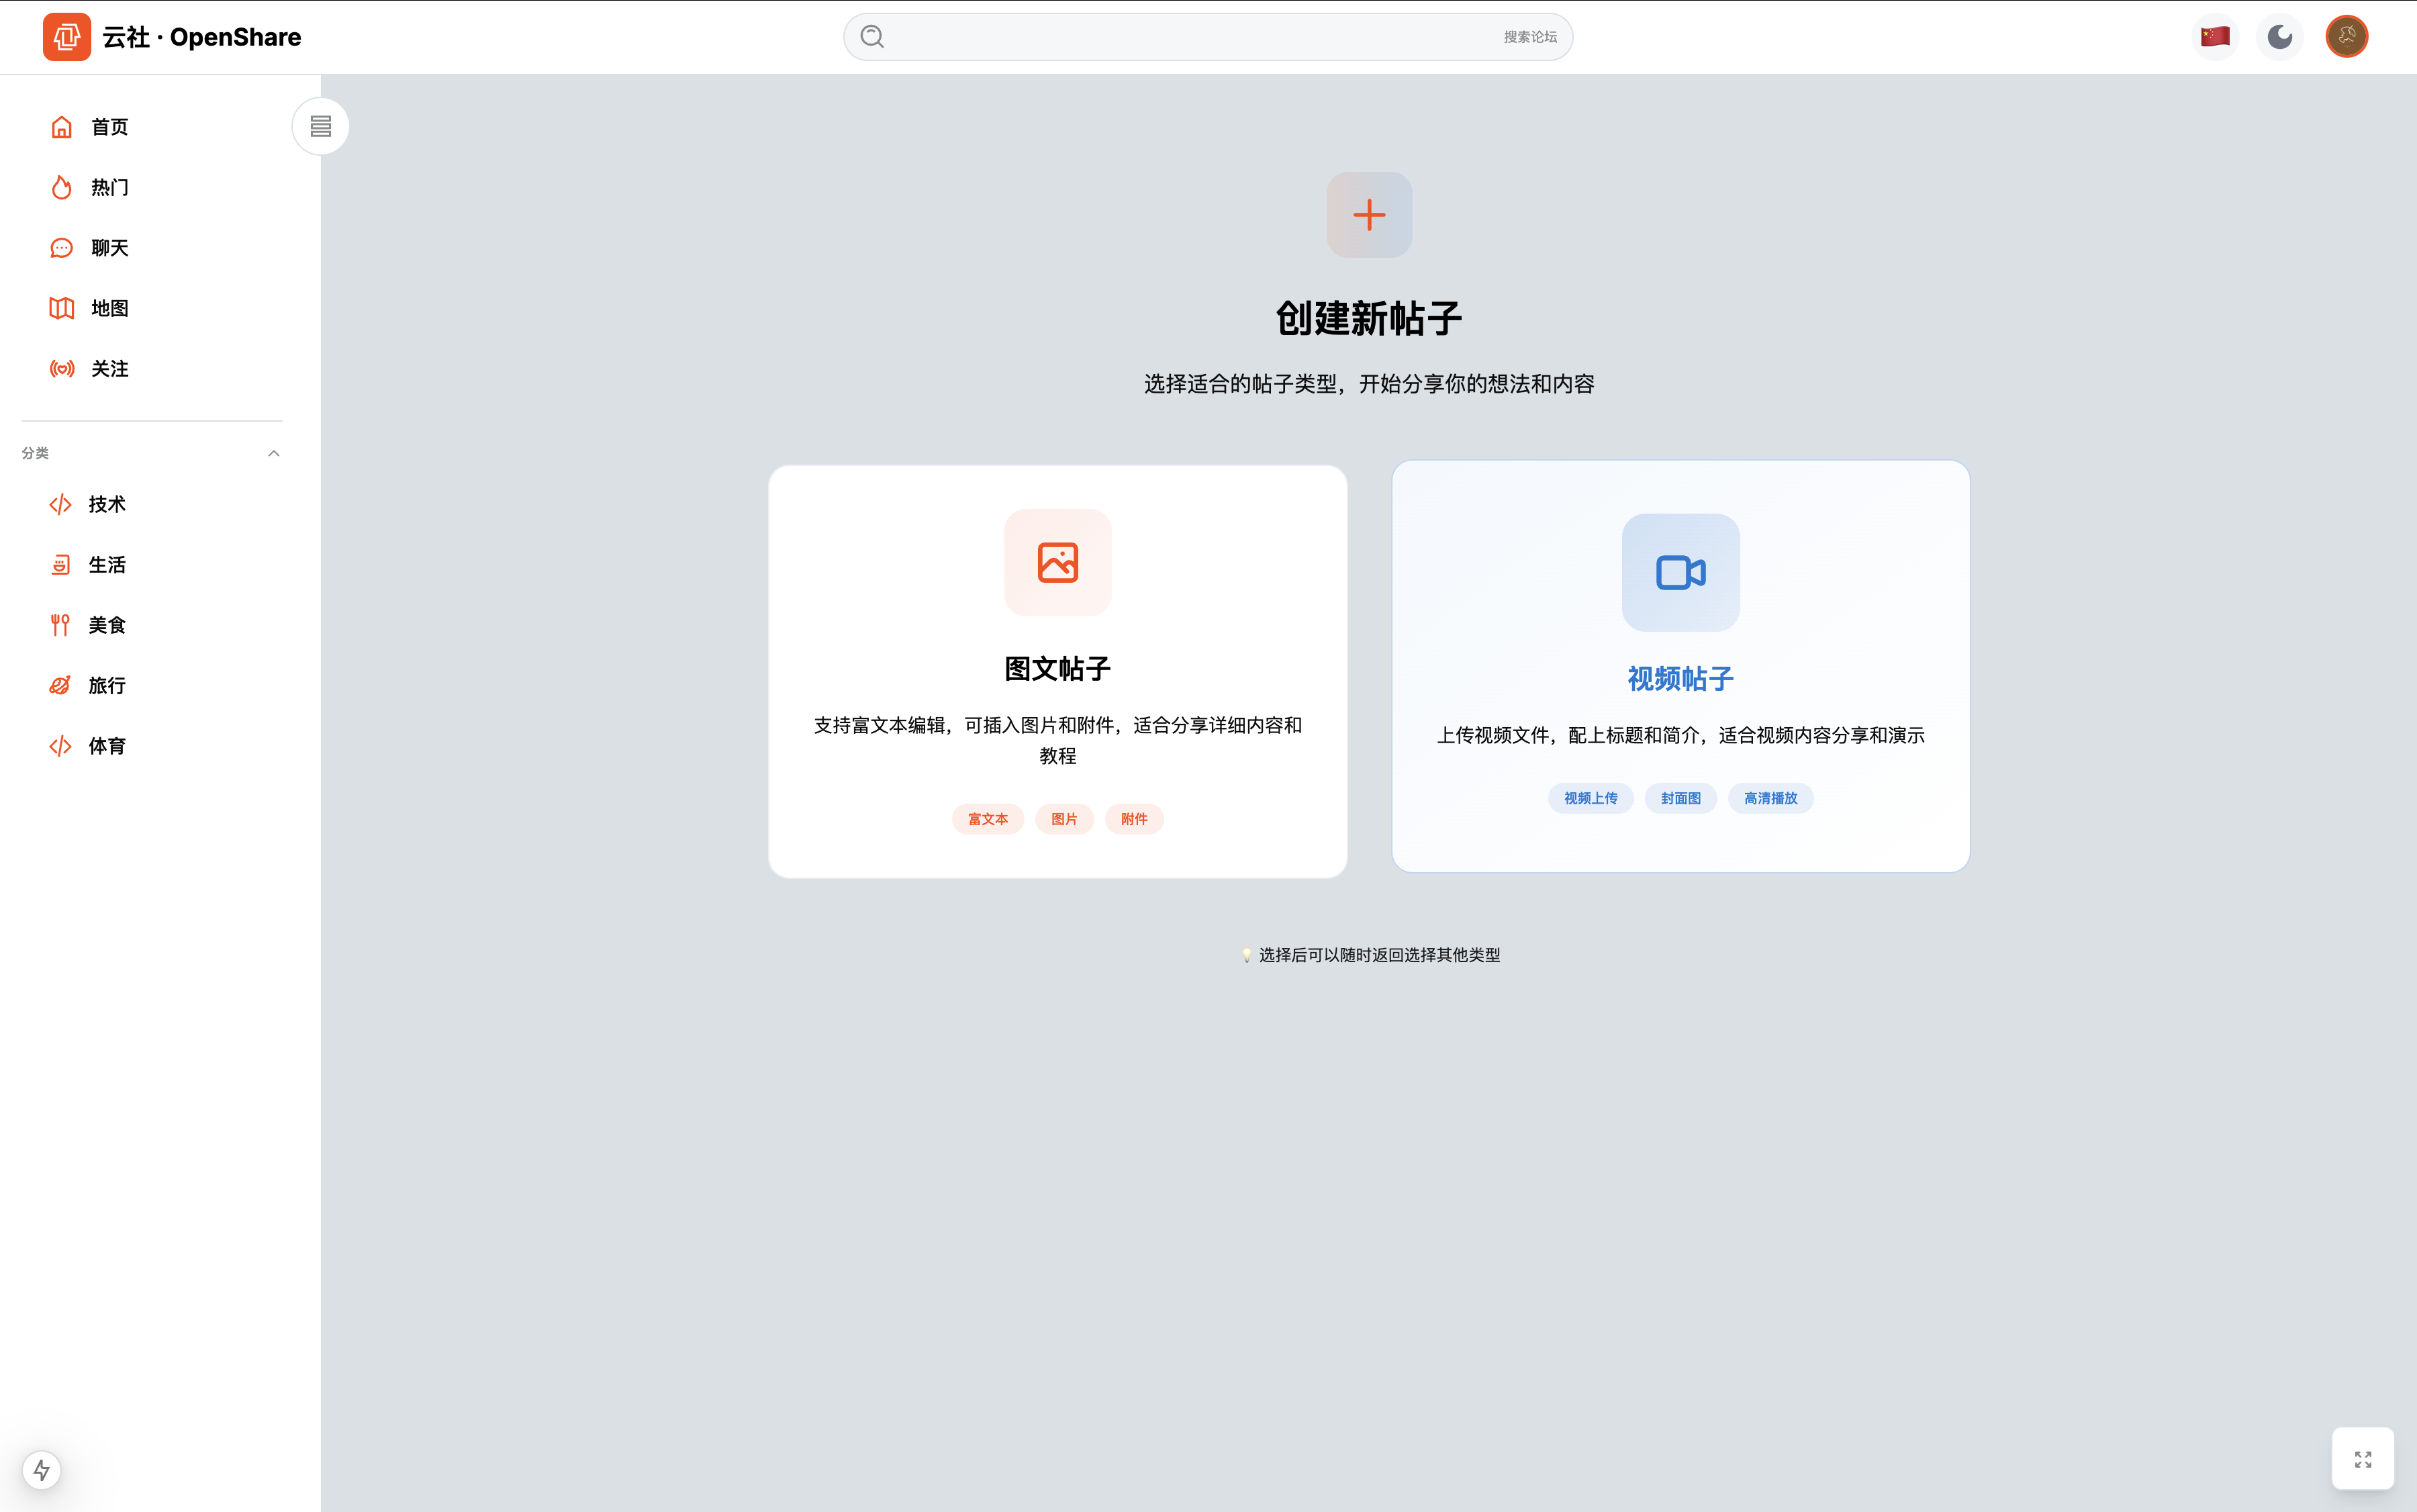 云社 · OpenShare
搜索论坛
首页
热门
聊天
地图
关注
分类
技术
生活
美食
旅行
体育
创建新帖子
选择适合的帖子类型，开始分享你的想法和内容
图文帖子
支持富文本编辑，可插入图片和附件，适合分享详细内容和
教程
富文本 图片 附件
视频帖子
上传视频文件，配上标题和简介，适合视频内容分享和演示
视频上传 封面图 高清播放
💡 选择后可以随时返回选择其他类型